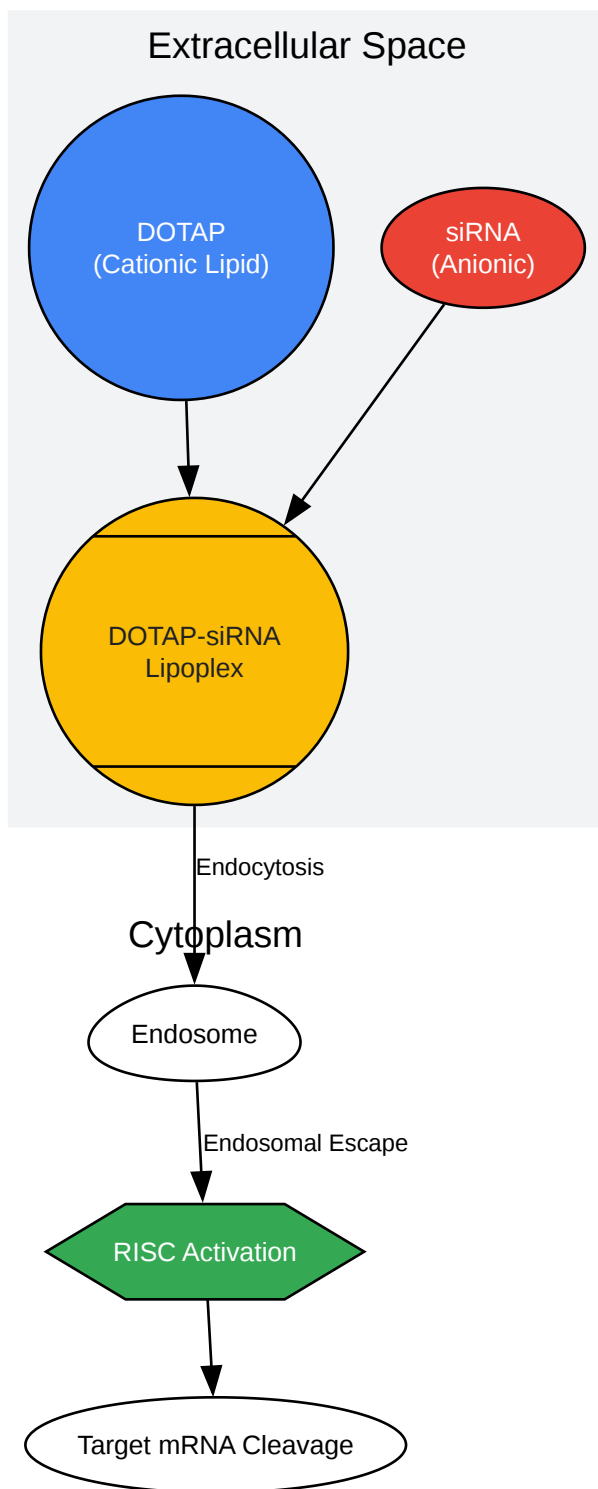 Extracellular Space
DOTAP
(Cationic Lipid)
siRNA
(Anionic)
DOTAP-siRNA
Lipoplex
Endocytosis
Cytoplasm
Endosome
Endosomal Escape
RISC Activation
Target mRNA Cleavage